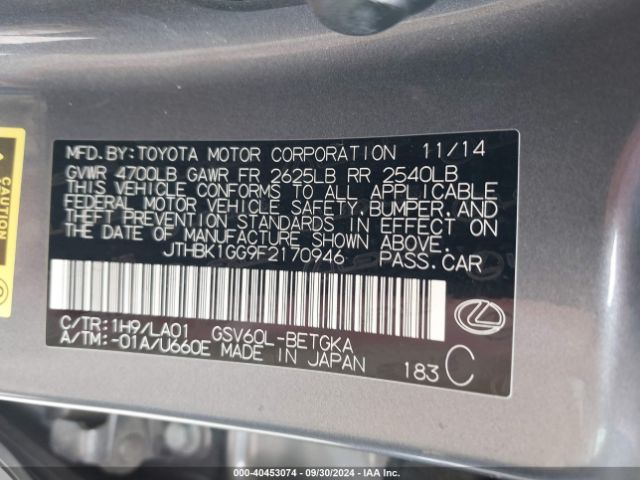 MFD. BY: TOYOTA MOTOR CORPORATION 11/14
GVWR 4700LB GAWR FR 2625LB RR 2540LB
THIS VEHICLE CONFORMS TO ALL APPLICABLE
FEDERAL MOTOR VEHICLE SAFETY, BUMPER, AND
THEFT PREVENTION STANDARDS IN EFFECT ON
THE DATE OF MANUFACTURE SHOWN ABOVE.
JTHBK1GG9F2170946 PASS. CAR
C/TR: 1H9/LA01 GSV60L-BETGKA
A/TM: -01A/U660E MADE IN JAPAN 183 C
CAUTION
000-40453074 - 09/30/2024 - IAA Inc.